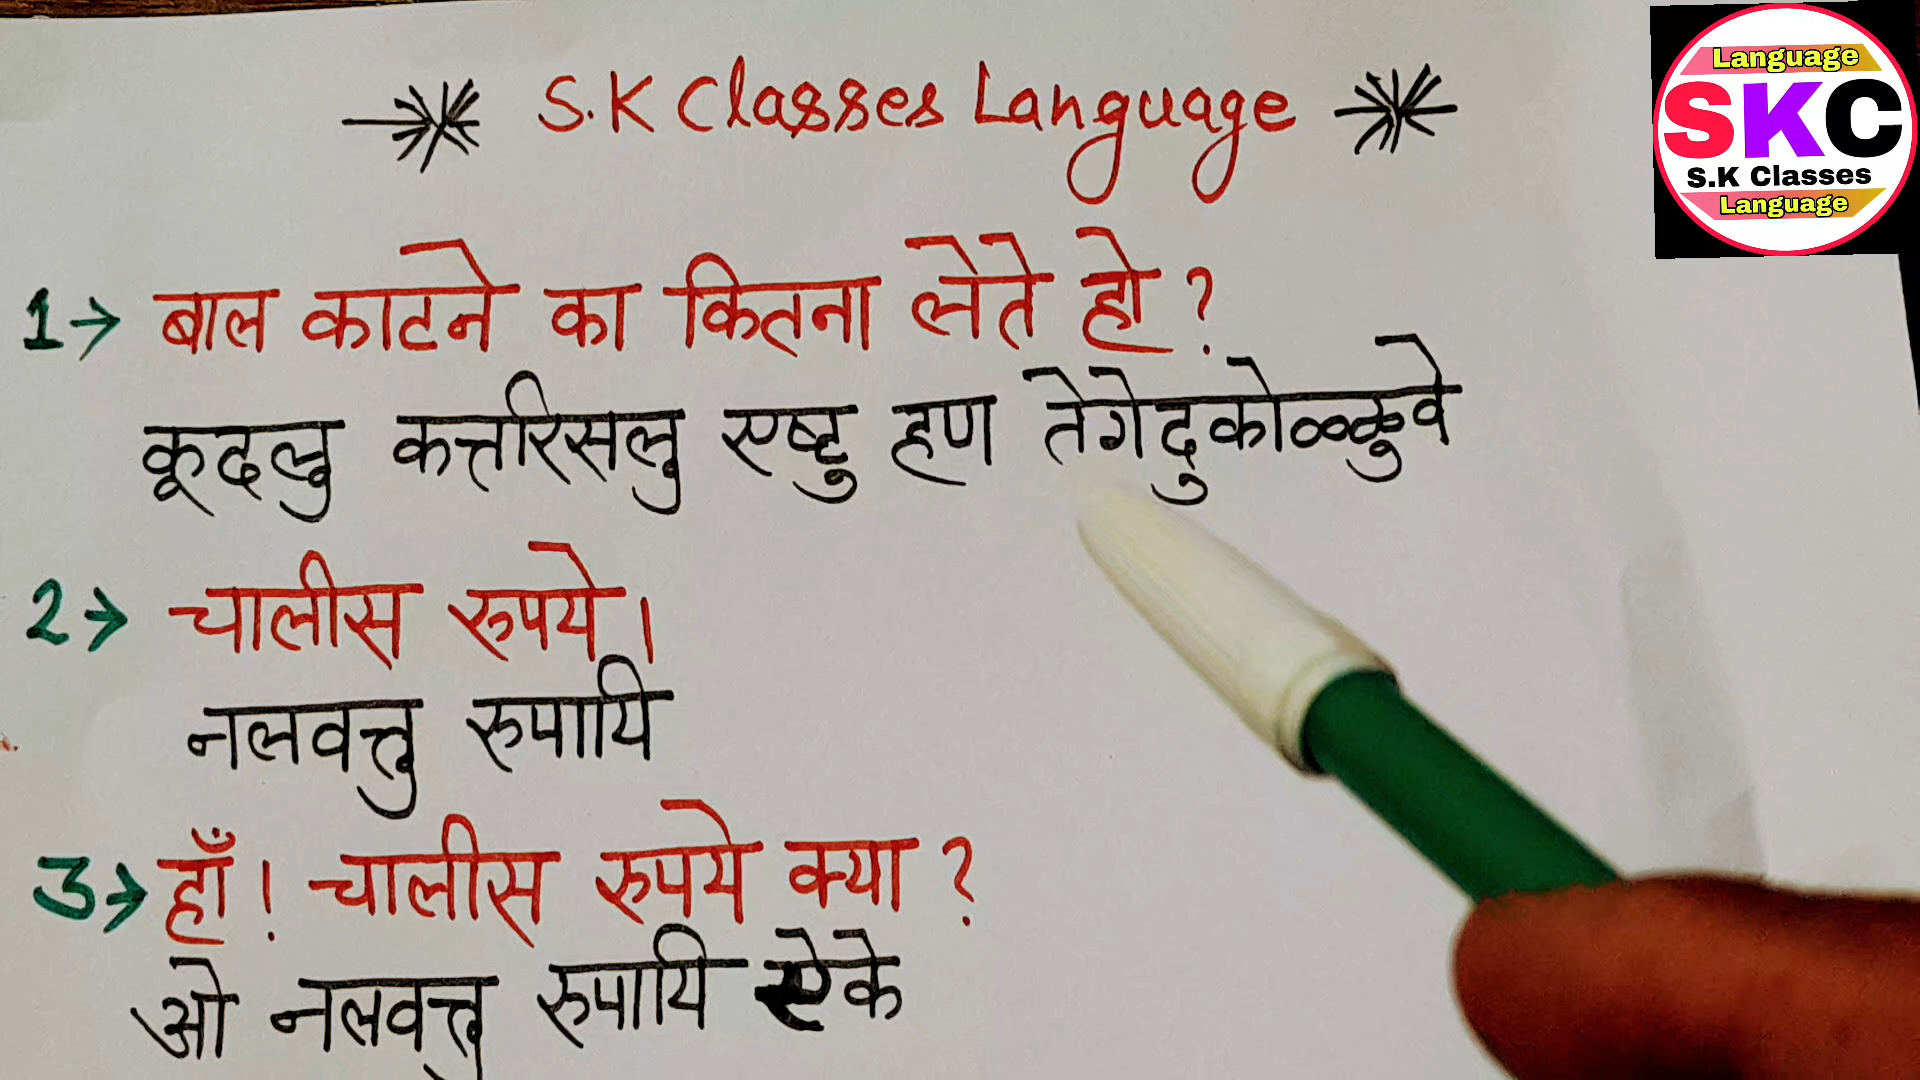 S.K Classes Language
Language
SKC
S.K Classes
Language
1→ बाल काटने का कितना लेते हो ?
कूदलु कत्तरिसलु एष्टु हण तेगेदुकोळ्ळुवे
2→ चालीस रुपये ।
नलवत्तु रुपायि
3→ हाँ ! चालीस रुपये क्या ?
ओ नलवत्तु रुपायि ऐके